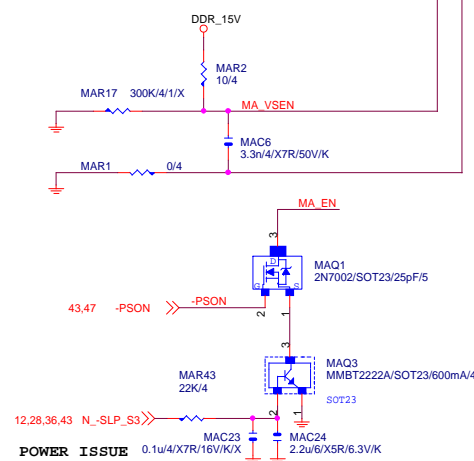 DDR_15V
MAR2
10/4
MAR17 300K/4/1/X
MA_VSEN
MAC6
3.3n/4/X7R/50V/K
MAR1 0/4
MA_EN
3
D
G S
MAQ1
2N7002/SOT23/25pF/5
43,47 -PSON -PSON
2 1
3
MAQ3
MMBT2222A/SOT23/600mA/4
SOT23
MAR43
22K/4
2 1
12,28,36,43 N_-SLP_S3
MAC23
0.1u/4/X7R/16V/K/X
MAC24
2.2u/6/X5R/6.3V/K
POWER ISSUE